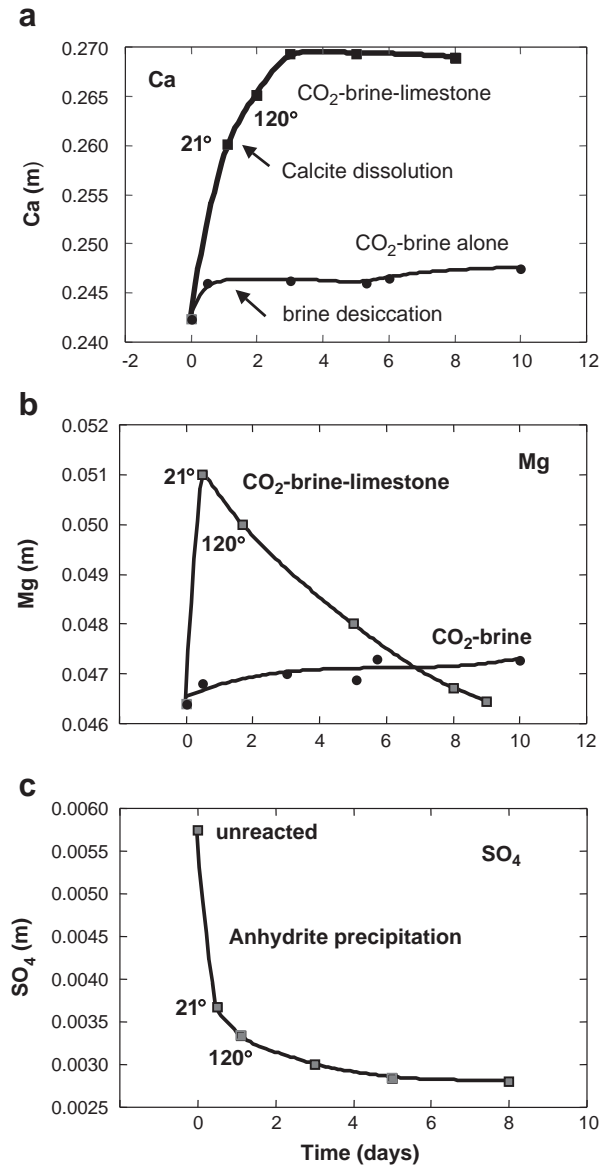 a
0.270
Ca
CO₂-brine-limestone
0.265
120°
21°
0.260
Calcite dissolution
Ca (m)
0.255
0.250
CO₂-brine alone
0.245
brine desiccation
0.240
-2 0 2 4 6 8 10 12
b
0.052
Mg
0.051
21°
CO₂-brine-limestone
0.050
120°
0.049
Mg (m)
0.048
CO₂-brine
0.047
0.046
0 2 4 6 8 10 12
c
0.0060
unreacted
0.0055
SO₄
0.0050
0.0045
Anhydrite precipitation
SO₄ (m)
0.0040
21°
0.0035
120°
0.0030
0.0025
0 2 4 6 8 10
Time (days)